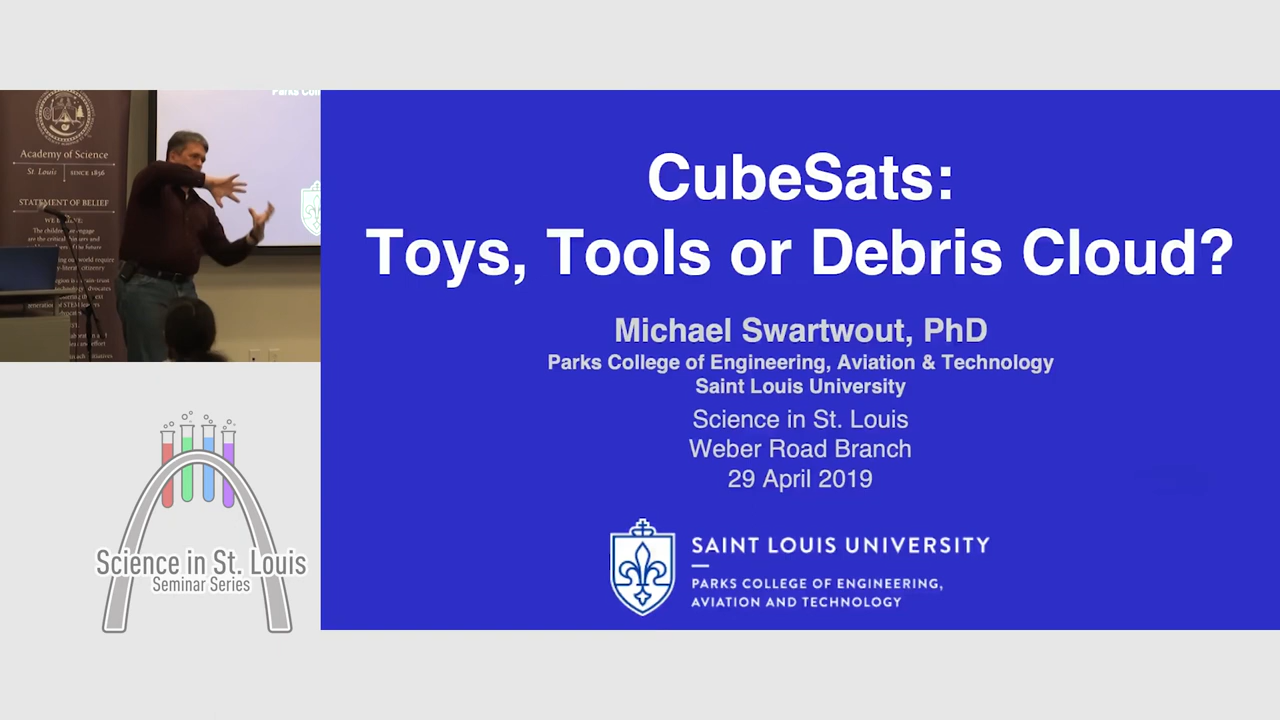 Academy of Science
St. Louis | SINCE 1856
STATEMENT OF BELIEF
CubeSats:
Toys, Tools or Debris Cloud?
Michael Swartwout, PhD
Parks College of Engineering, Aviation & Technology
Saint Louis University
Science in St. Louis
Weber Road Branch
29 April 2019
SAINT LOUIS UNIVERSITY
PARKS COLLEGE OF ENGINEERING,
AVIATION AND TECHNOLOGY
Science in St. Louis
Seminar Series